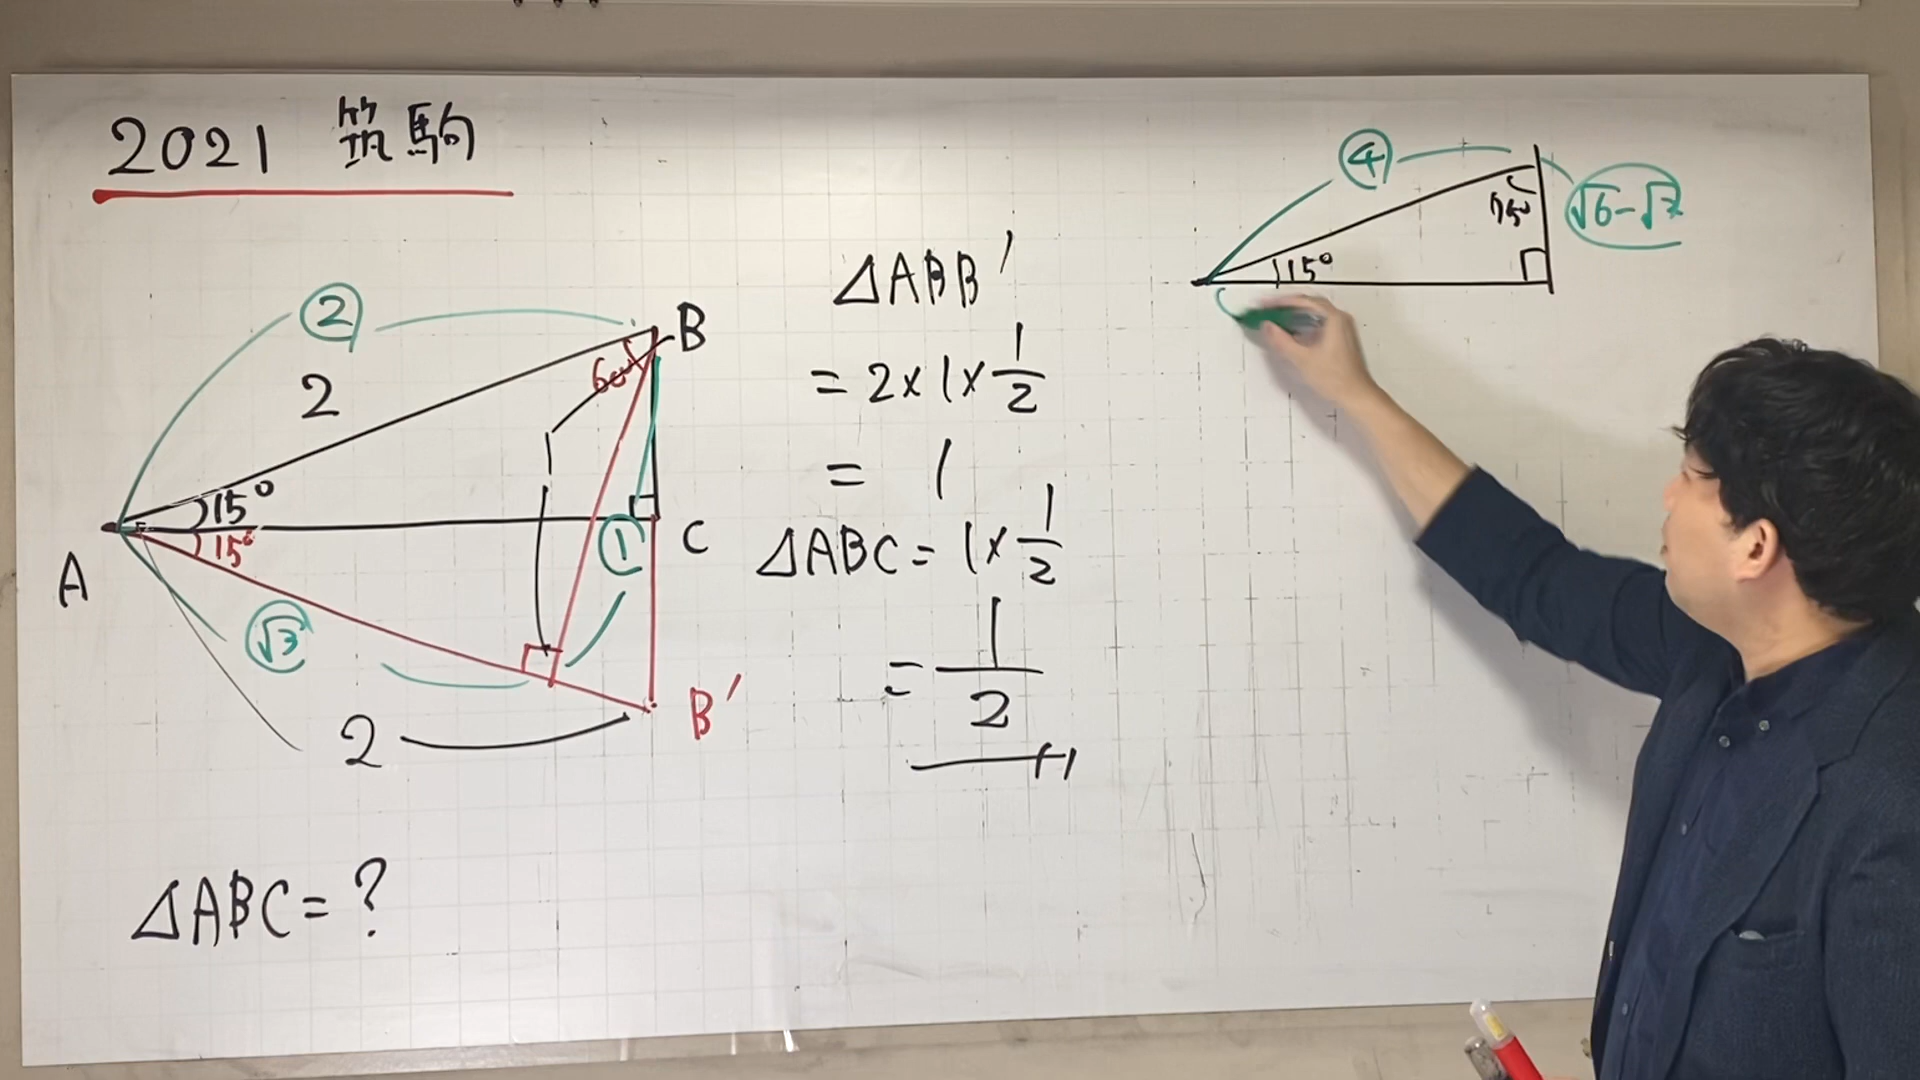 2021 筑駒
②
2
B
60°
1
15°
A
15°
①
C
√3
B'
2
△ABC=?
△ABB'
= 2×1×1/2
= 1
△ABC= 1×1/2
= 1/2
④
75°
√6-√2
15°